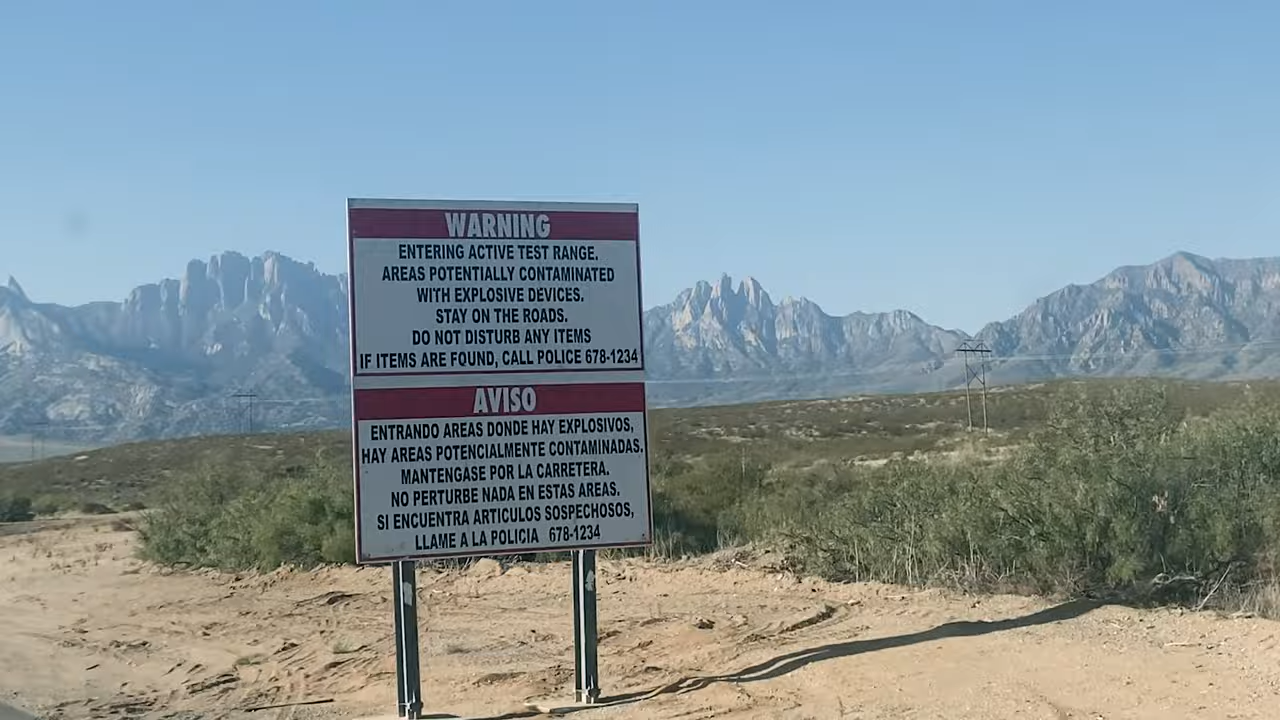 WARNING
ENTERING ACTIVE TEST RANGE.
AREAS POTENTIALLY CONTAMINATED
WITH EXPLOSIVE DEVICES.
STAY ON THE ROADS.
DO NOT DISTURB ANY ITEMS
IF ITEMS ARE FOUND, CALL POLICE 678-1234
AVISO
ENTRANDO AREAS DONDE HAY EXPLOSIVOS,
HAY AREAS POTENCIALMENTE CONTAMINADAS.
MANTENGASE POR LA CARRETERA.
NO PERTURBE NADA EN ESTAS AREAS.
SI ENCUENTRA ARTICULOS SOSPECHOSOS,
LLAME A LA POLICIA 678-1234